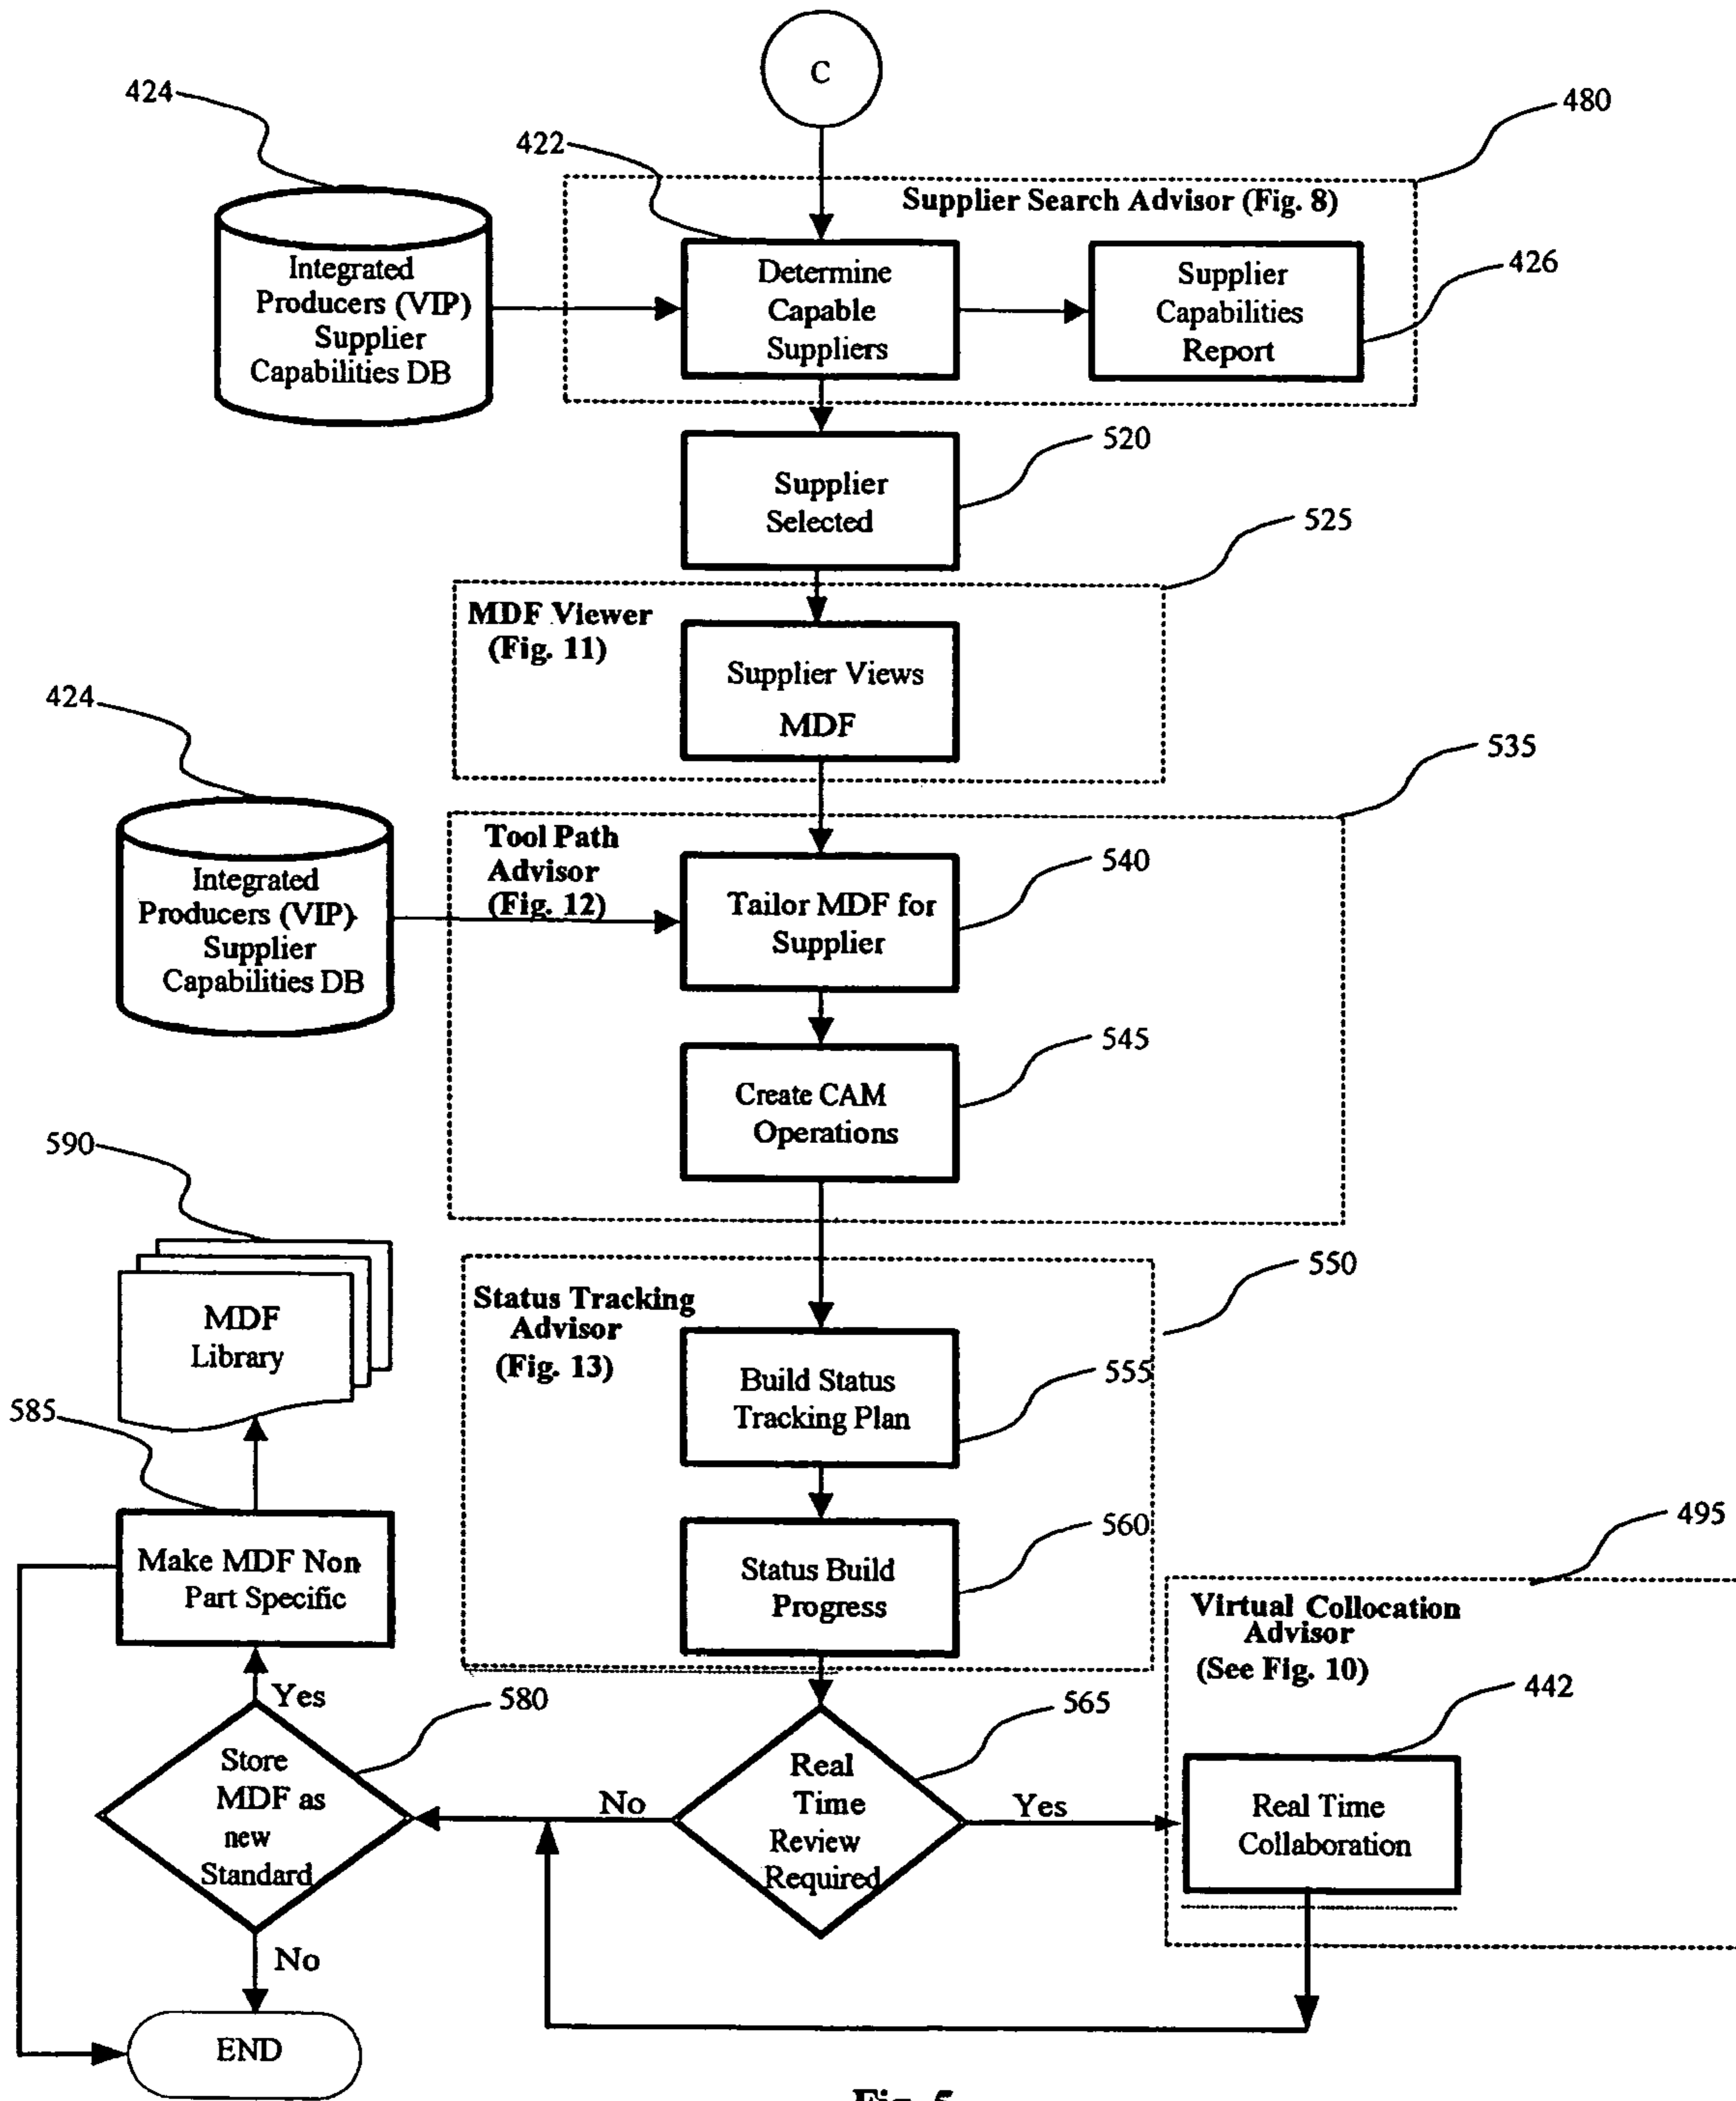 C
424
422
480
Supplier Search Advisor (Fig. 8)
Integrated
Producers (VIP)
Supplier
Capabilities DB
Determine
Capable
Suppliers
Supplier
Capabilities
Report
426
520
Supplier
Selected
525
MDF Viewer
(Fig. 11)
Supplier Views
MDF
424
535
Tool Path
Advisor
(Fig. 12)
Integrated
Producers (VIP)
Supplier
Capabilities DB
Tailor MDF for
Supplier
540
545
Create CAM
Operations
590
MDF
Library
550
Status Tracking
Advisor
(Fig. 13)
Build Status
Tracking Plan
555
585
Make MDF Non
Part Specific
Status Build
Progress
560
495
Virtual Collocation
Advisor
(See Fig. 10)
442
Real Time
Collaboration
Yes
580
Store
MDF as
new
Standard
No
565
Real
Time
Review
Required
No
Yes
END
Fig. 5